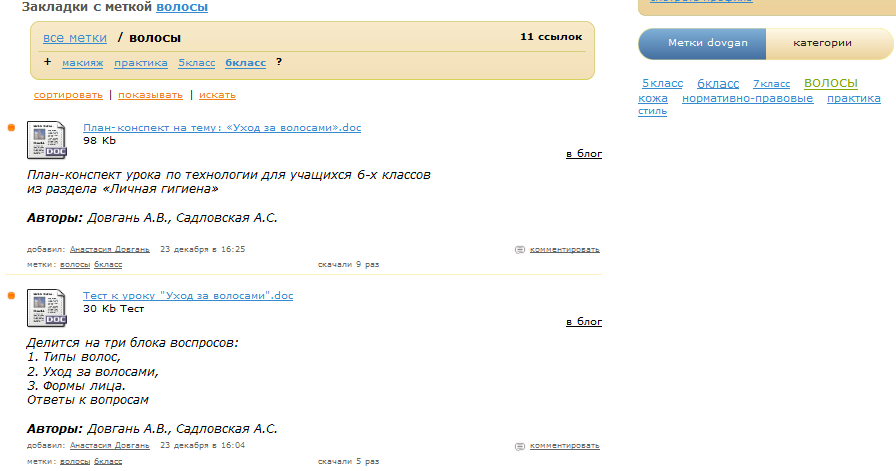 Закладки с меткой волосы
все метки / волосы 11 ссылок
+ макияж практика 5класс 6класс ?
сортировать | показывать | искать
План-конспект на тему: «Уход за волосами».doc
98 Kb
в блог
План-конспект урока по технологии для учащихся 6-х классов
из раздела «Личная гигиена»
Авторы: Довгань А.В., Садловская А.С.
добавил: Анастасия Довгань 23 декабря в 16:25 комментировать
метки: волосы 6класс скачали 9 раз
Тест к уроку "Уход за волосами".doc
30 Kb Тест
в блог
Делится на три блока воспросов:
1. Типы волос,
2. Уход за волосами,
3. Формы лица.
Ответы к вопросам
Авторы: Довгань А.В., Садловская А.С.
добавил: Анастасия Довгань 23 декабря в 16:04 комментировать
метки: волосы 6класс скачали 5 раз
Метки dovgan категории
5класс 6класс 7класс волосы
кожа нормативно-правовые практика
стиль
DOC
DOC